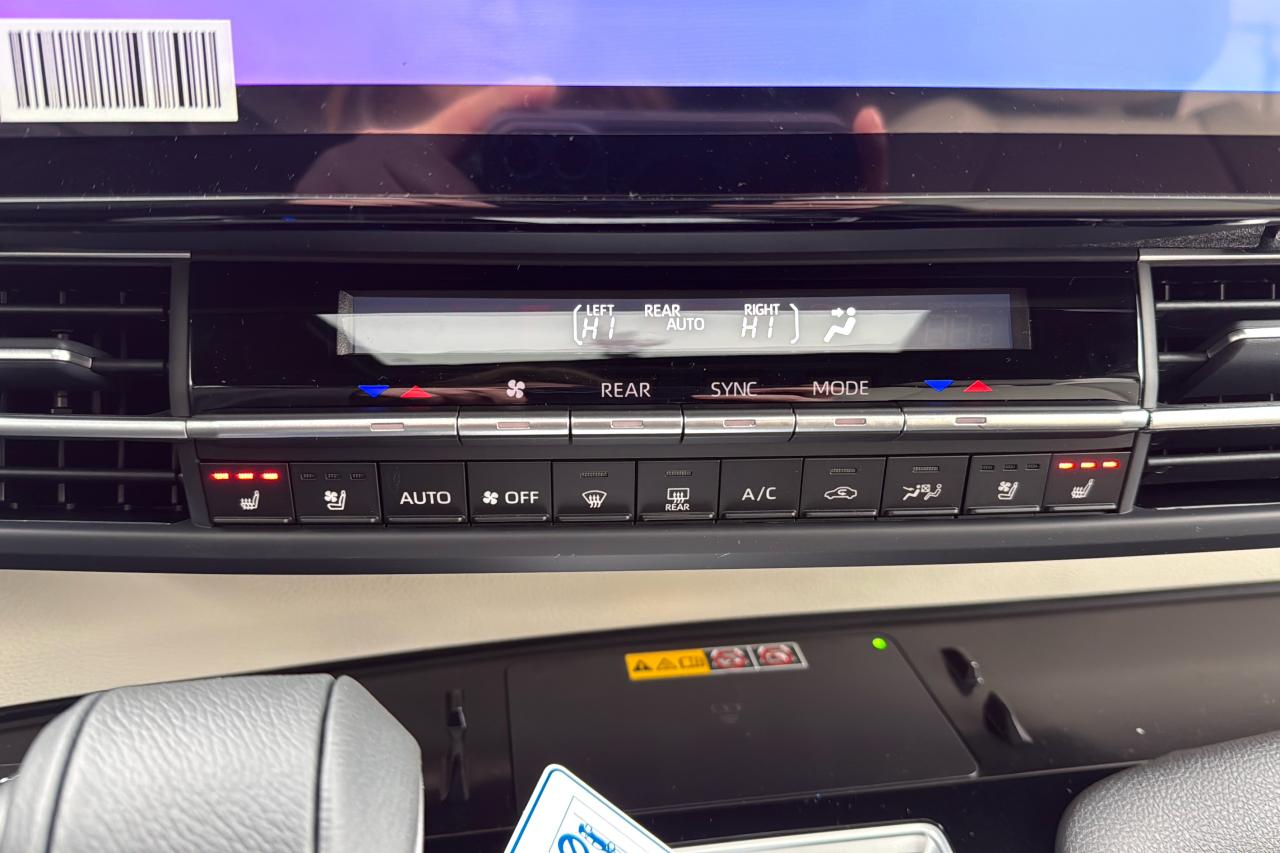 LEFT REAR RIGHT
HI AUTO HI
REAR SYNC MODE
AUTO OFF A/C
REAR